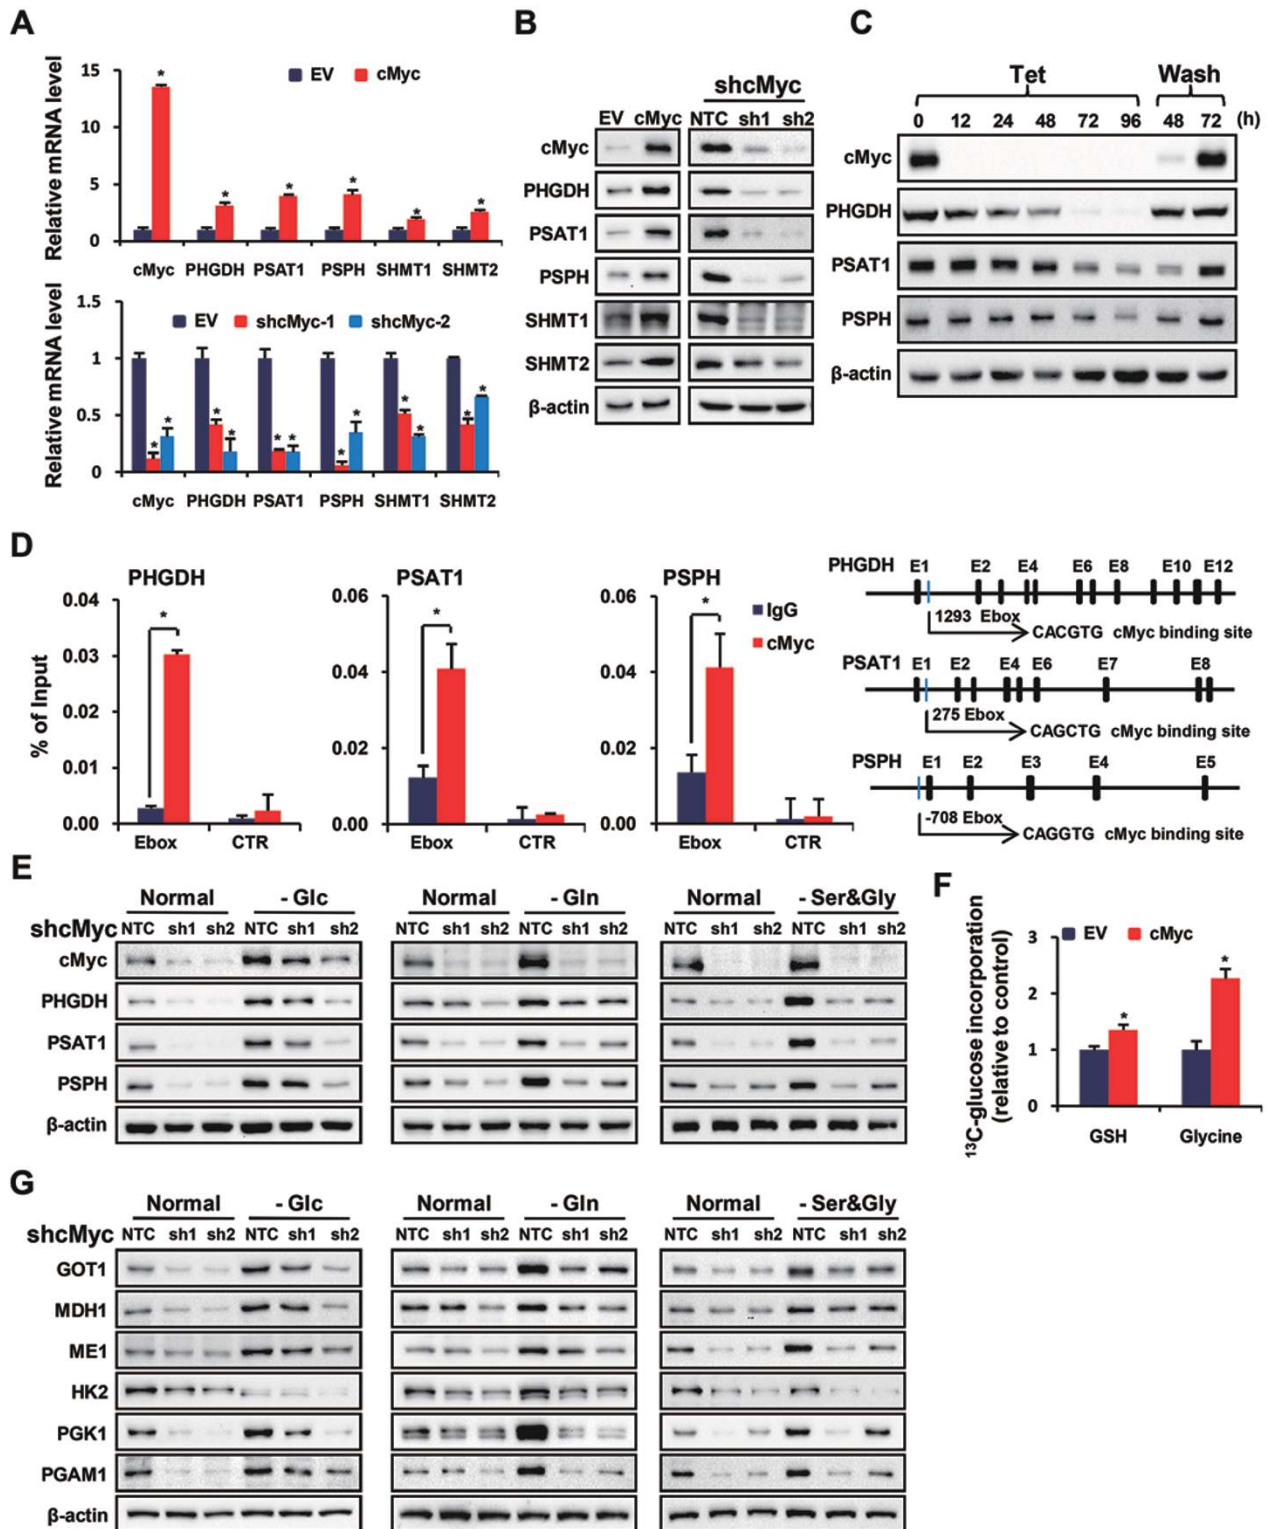 A
Relative mRNA level
15
10
5
0
EV cMyc
* * * * * *
cMyc PHGDH PSAT1 PSPH SHMT1 SHMT2
Relative mRNA level
1.5
1
0.5
0
EV shcMyc-1 shcMyc-2
* * * * * * * * * * * *
cMyc PHGDH PSAT1 PSPH SHMT1 SHMT2
B
shcMyc
EV cMyc NTC sh1 sh2
cMyc
PHGDH
PSAT1
PSPH
SHMT1
SHMT2
β-actin
C
Tet Wash
0 12 24 48 72 96 48 72 (h)
cMyc
PHGDH
PSAT1
PSPH
β-actin
D
% of Input
PHGDH
0.04
0.03
0.02
0.01
0.00
*
Ebox CTR
PSAT1
0.06
0.04
0.02
0.00
*
Ebox CTR
PSPH
0.06
0.04
0.02
0.00
*
IgG
cMyc
Ebox CTR
PHGDH E1 E2 E4 E6 E8 E10 E12
1293 Ebox
CACGTG cMyc binding site
PSAT1 E1 E2 E4 E6 E7 E8
275 Ebox
CAGCTG cMyc binding site
PSPH E1 E2 E3 E4 E5
-708 Ebox
CAGGTG cMyc binding site
E
Normal - Glc Normal - Gln Normal - Ser&Gly
shcMyc NTC sh1 sh2 NTC sh1 sh2 NTC sh1 sh2 NTC sh1 sh2 NTC sh1 sh2 NTC sh1 sh2
cMyc
PHGDH
PSAT1
PSPH
β-actin
F
13C-glucose incorporation
(relative to control)
3
2
1
0
EV cMyc
* *
GSH Glycine
G
Normal - Glc Normal - Gln Normal - Ser&Gly
shcMyc NTC sh1 sh2 NTC sh1 sh2 NTC sh1 sh2 NTC sh1 sh2 NTC sh1 sh2 NTC sh1 sh2
GOT1
MDH1
ME1
HK2
PGK1
PGAM1
β-actin